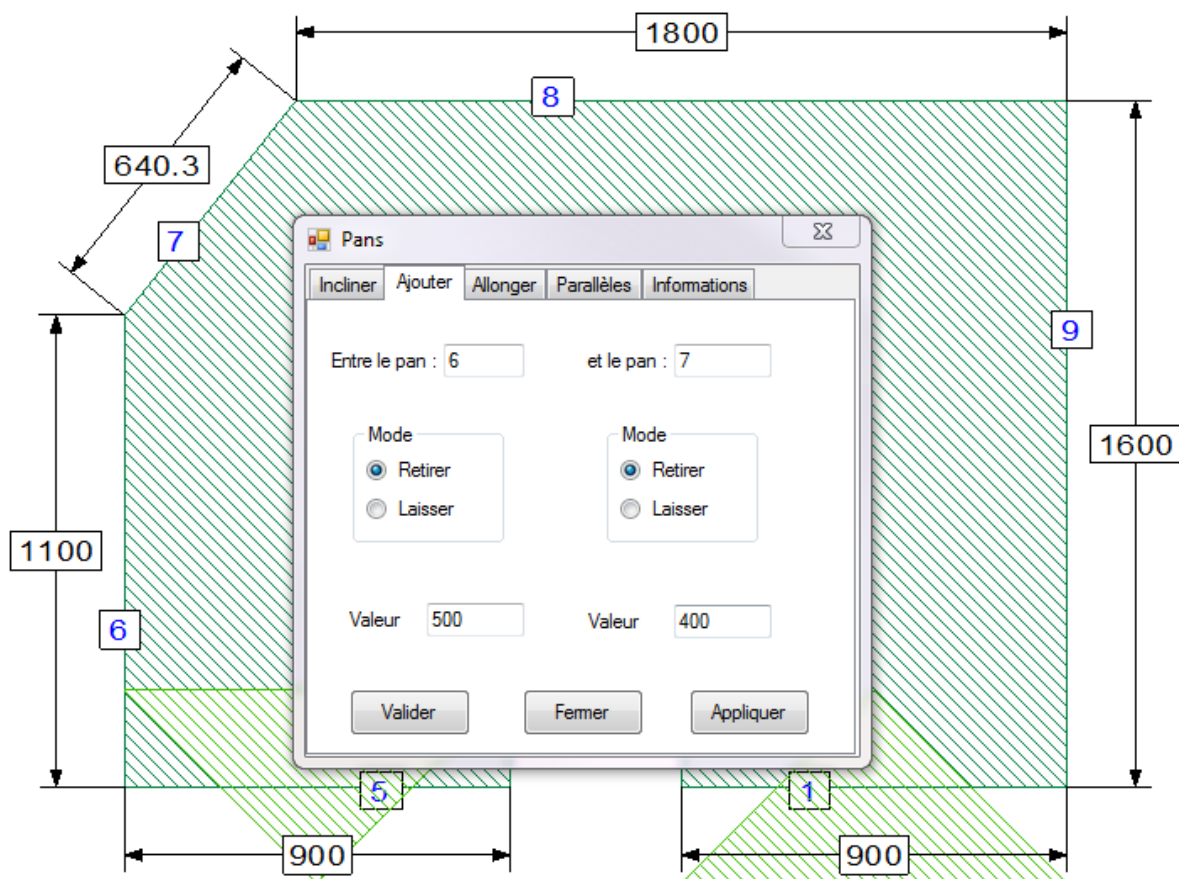 1800
8
640.3
7
Pans
Incliner Ajouter Allonger Parallèles Informations
9
Entre le pan : 6 et le pan : 7
Mode Mode
Retirer Retirer
1600
Laisser Laisser
1100
6
Valeur 500 Valeur 400
Valider Fermer Appliquer
5 1
900 900